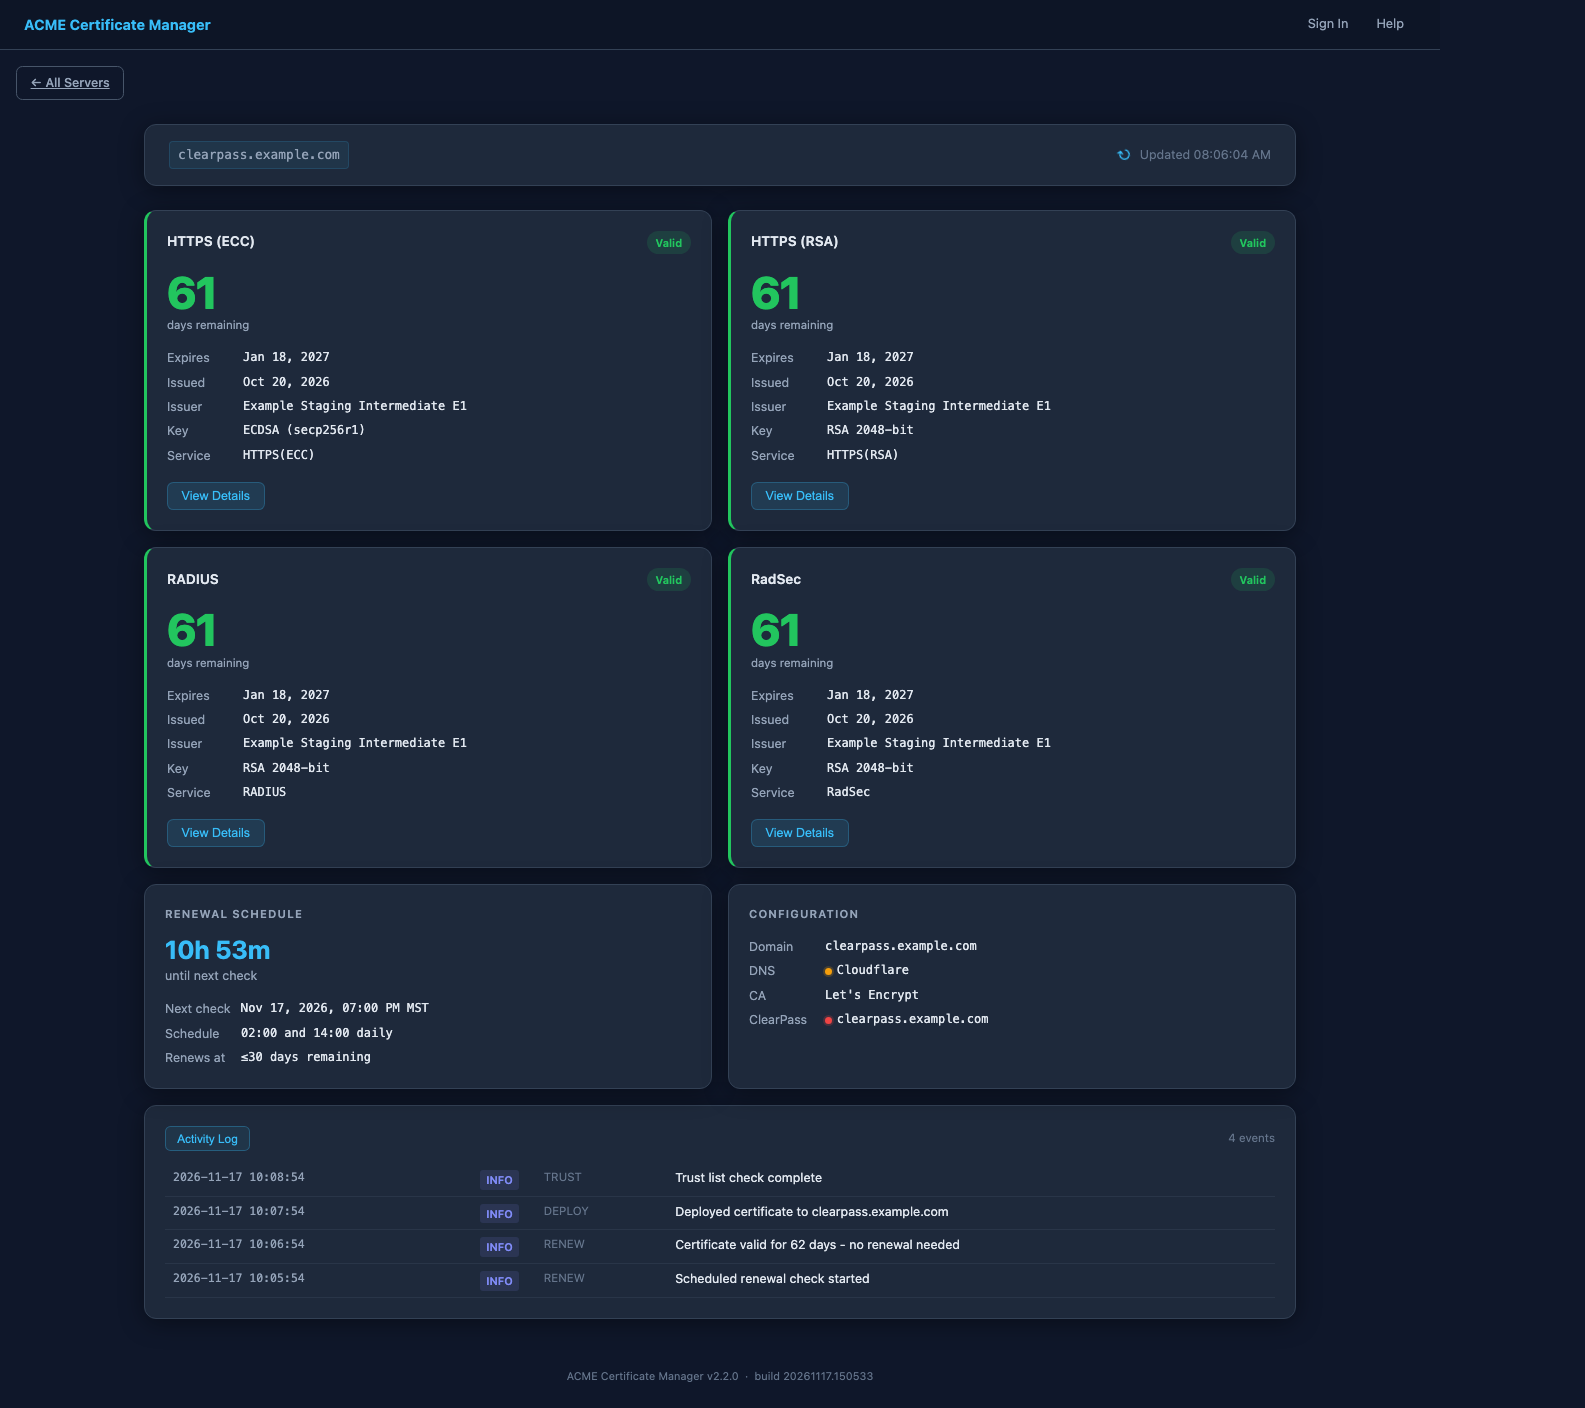 ACME Certificate Manager
Sign In
Help
← All Servers
clearpass.example.com
Updated 08:06:04 AM
HTTPS (ECC)
Valid
61
days remaining
Expires Jan 18, 2027
Issued Oct 20, 2026
Issuer Example Staging Intermediate E1
Key ECDSA (secp256r1)
Service HTTPS(ECC)
View Details
HTTPS (RSA)
Valid
61
days remaining
Expires Jan 18, 2027
Issued Oct 20, 2026
Issuer Example Staging Intermediate E1
Key RSA 2048-bit
Service HTTPS(RSA)
View Details
RADIUS
Valid
61
days remaining
Expires Jan 18, 2027
Issued Oct 20, 2026
Issuer Example Staging Intermediate E1
Key RSA 2048-bit
Service RADIUS
View Details
RadSec
Valid
61
days remaining
Expires Jan 18, 2027
Issued Oct 20, 2026
Issuer Example Staging Intermediate E1
Key RSA 2048-bit
Service RadSec
View Details
RENEWAL SCHEDULE
10h 53m
until next check
Next check Nov 17, 2026, 07:00 PM MST
Schedule 02:00 and 14:00 daily
Renews at ≤30 days remaining
CONFIGURATION
Domain clearpass.example.com
DNS Cloudflare
CA Let's Encrypt
ClearPass clearpass.example.com
Activity Log
4 events
2026-11-17 10:08:54 INFO TRUST Trust list check complete
2026-11-17 10:07:54 INFO DEPLOY Deployed certificate to clearpass.example.com
2026-11-17 10:06:54 INFO RENEW Certificate valid for 62 days - no renewal needed
2026-11-17 10:05:54 INFO RENEW Scheduled renewal check started
ACME Certificate Manager v2.2.0 · build 20261117.150533